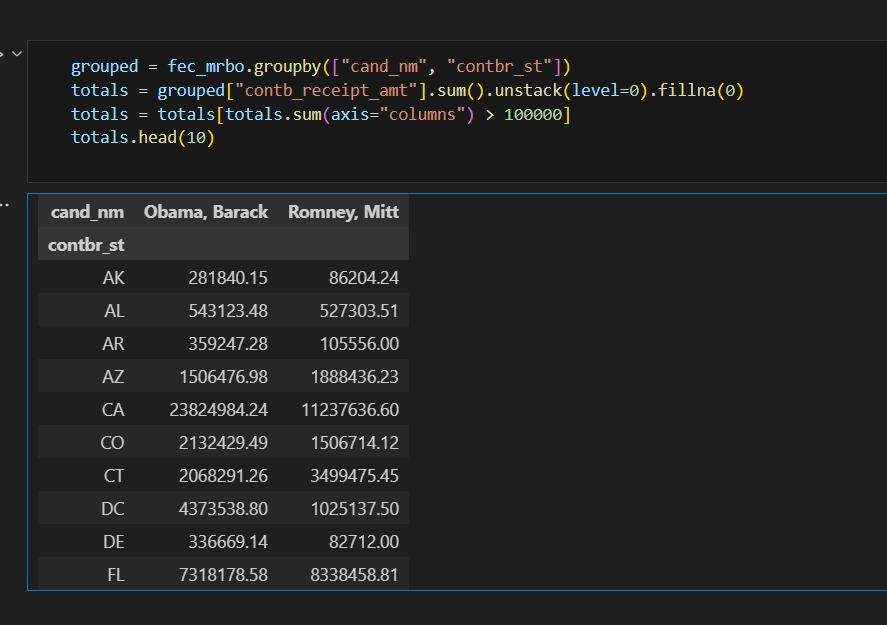 grouped = fec_mrbo.groupby(["cand_nm", "contbr_st"])
totals = grouped["contb_receipt_amt"].sum().unstack(level=0).fillna(0)
totals = totals[totals.sum(axis="columns") > 100000]
totals.head(10)
cand_nm Obama, Barack Romney, Mitt
contbr_st
AK 281840.15 86204.24
AL 543123.48 527303.51
AR 359247.28 105556.00
AZ 1506476.98 1888436.23
CA 23824984.24 11237636.60
CO 2132429.49 1506714.12
CT 2068291.26 3499475.45
DC 4373538.80 1025137.50
DE 336669.14 82712.00
FL 7318178.58 8338458.81